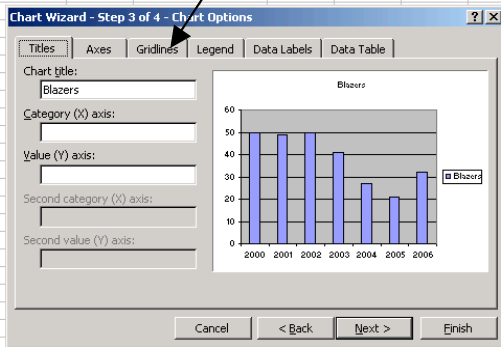 Chart Wizard - Step 3 of 4 - Chart Options
Titles Axes Gridlines Legend Data Labels Data Table
Chart title:
Blazers
Category (X) axis:
Value (Y) axis:
Second category (X) axis:
Second value (Y) axis:
Blazers
60
50
40
30
20
10
0
2000 2001 2002 2003 2004 2005 2006
Blazers
Cancel < Back Next > Finish